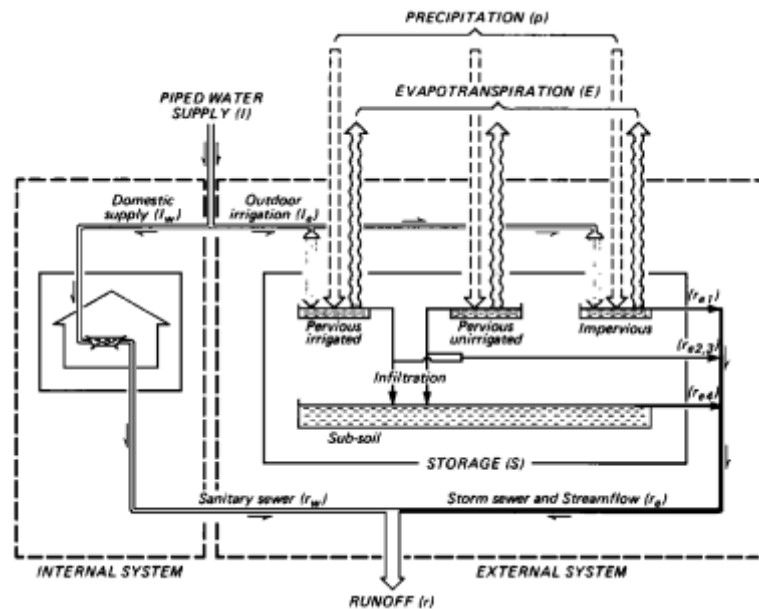 PRECIPITATION (p)
EVAPOTRANSPIRATION (E)
PIPED WATER
SUPPLY (I)
Domestic
supply (Iw)
Outdoor
irrigation (Ie)
Pervious
irrigated
Pervious
unirrigated
Impervious
(re1)
(re2,3)
Infiltration
(re4)
Sub-soil
STORAGE (S)
Sanitary sewer (rw)
Storm sewer and Streamflow (re)
INTERNAL SYSTEM
EXTERNAL SYSTEM
RUNOFF (r)